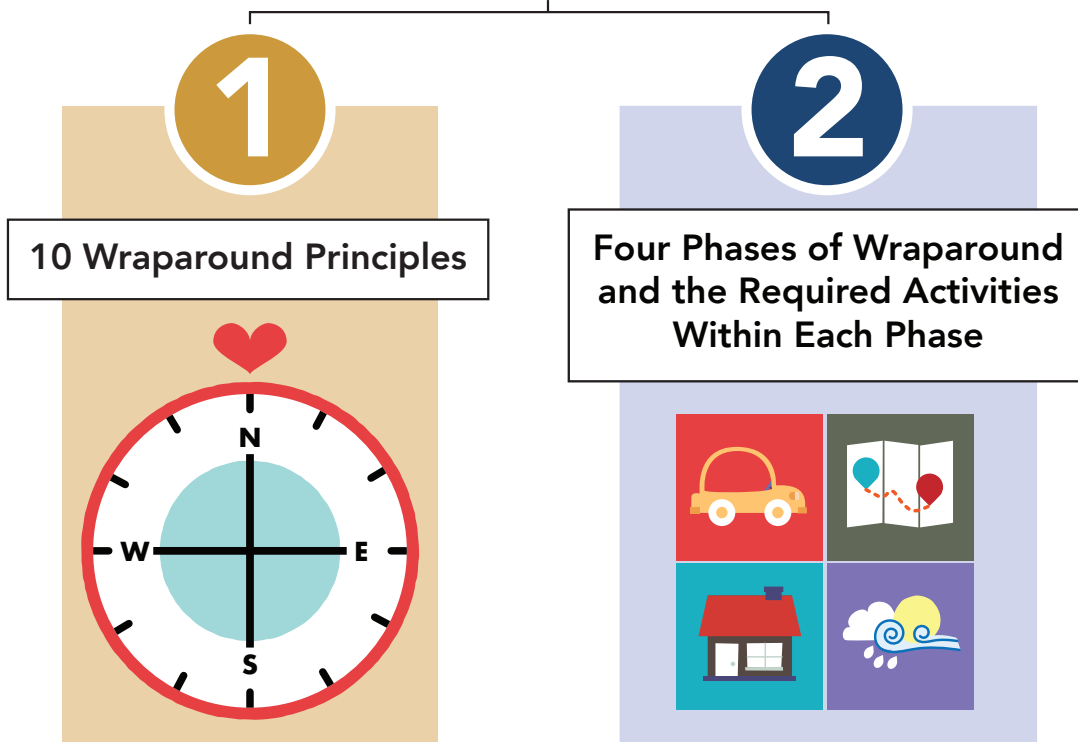 1
10 Wraparound Principles
N
W
E
S
2
Four Phases of Wraparound
and the Required Activities
Within Each Phase